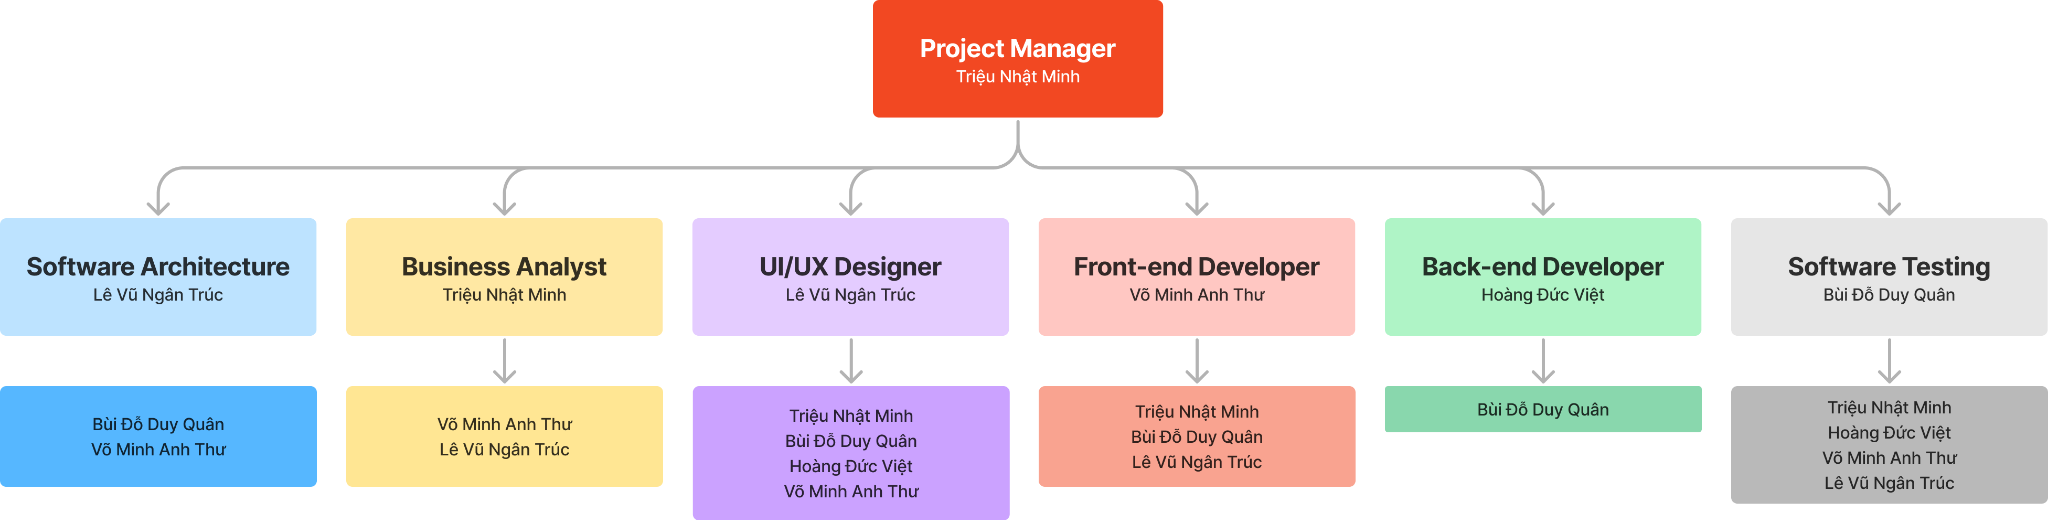 Project Manager
Triệu Nhật Minh
Software Architecture
Lê Vũ Ngân Trúc
Business Analyst
Triệu Nhật Minh
UI/UX Designer
Lê Vũ Ngân Trúc
Front-end Developer
Võ Minh Anh Thư
Back-end Developer
Hoàng Đức Việt
Software Testing
Bùi Đỗ Duy Quân
Bùi Đỗ Duy Quân
Võ Minh Anh Thư
Võ Minh Anh Thư
Lê Vũ Ngân Trúc
Triệu Nhật Minh
Bùi Đỗ Duy Quân
Hoàng Đức Việt
Võ Minh Anh Thư
Triệu Nhật Minh
Bùi Đỗ Duy Quân
Lê Vũ Ngân Trúc
Bùi Đỗ Duy Quân
Triệu Nhật Minh
Hoàng Đức Việt
Võ Minh Anh Thư
Lê Vũ Ngân Trúc